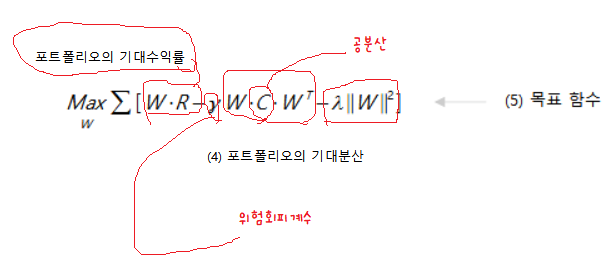 공분산
포트폴리오의 기대수익률
Max ∑ [ W·R − γ W·C·Wᵀ − λ‖W‖² ]
W
(5) 목표 함수
(4) 포트폴리오의 기대분산
위험회피계수